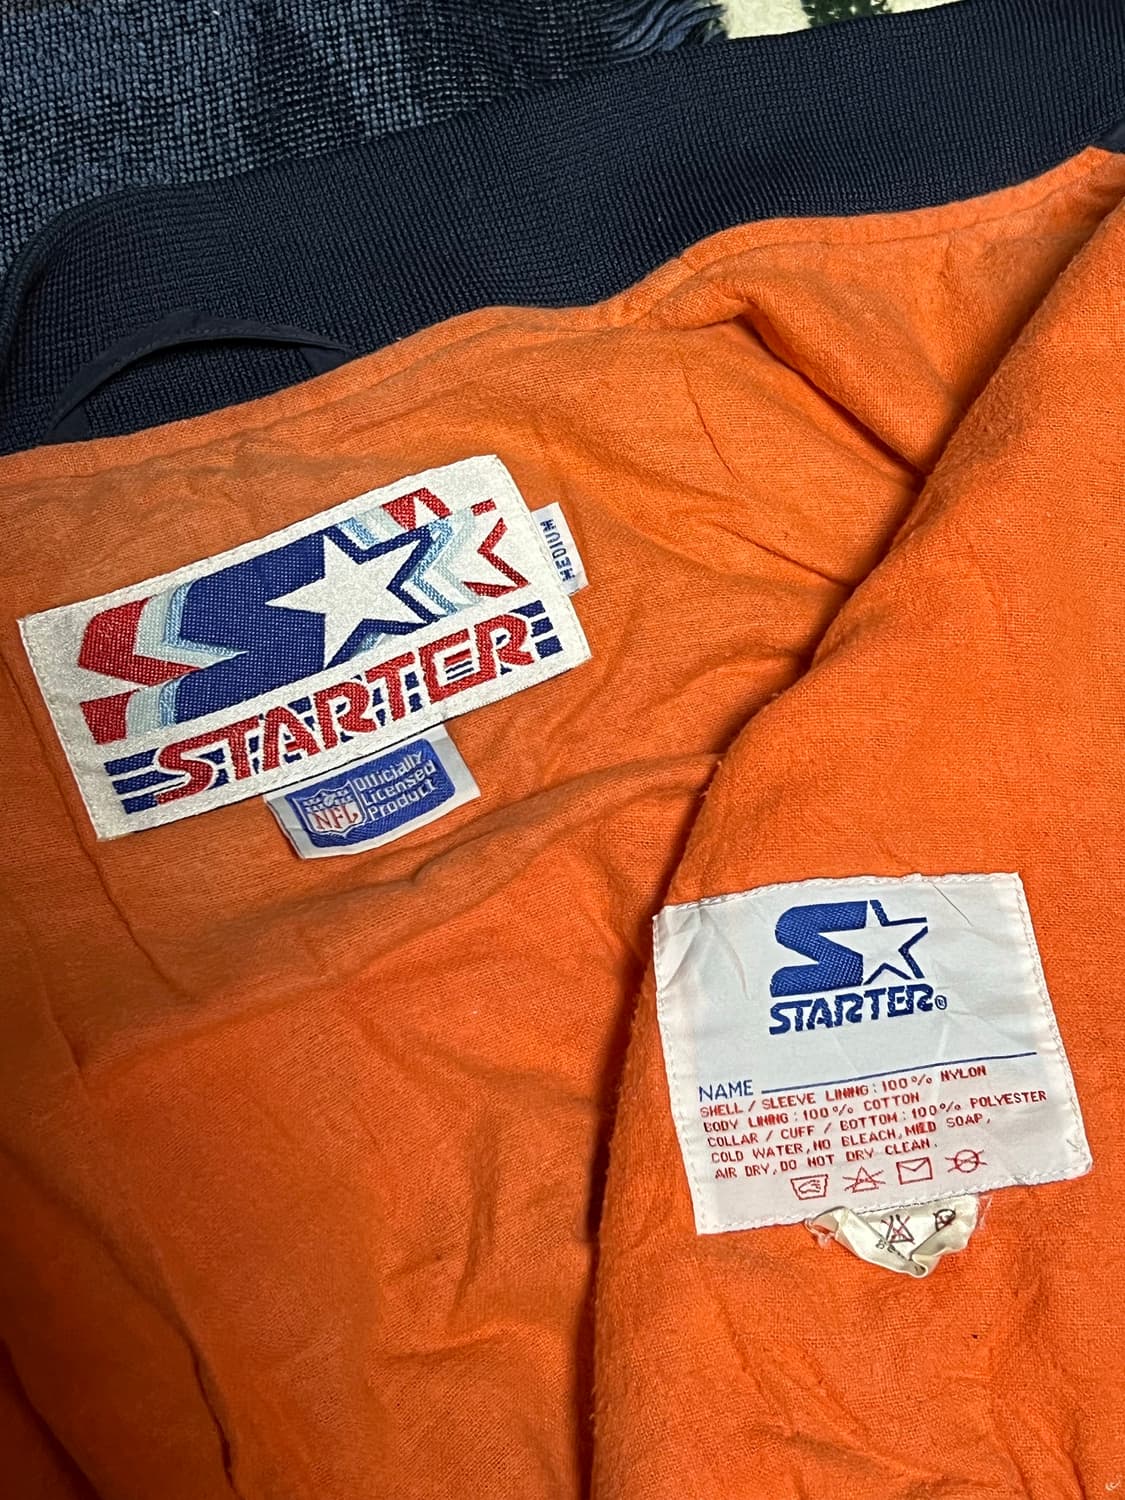 MEDIUM
STARTER
NFL
Officially
Licensed
Product
STARTER®
NAME
SHELL / SLEEVE LINING : 100 % NYLON
BODY LINING : 100 % COTTON
COLLAR / CUFF / BOTTOM : 100 % POLYESTER
COLD WATER, NO BLEACH, MILD SOAP,
AIR DRY, DO NOT DRY CLEAN.